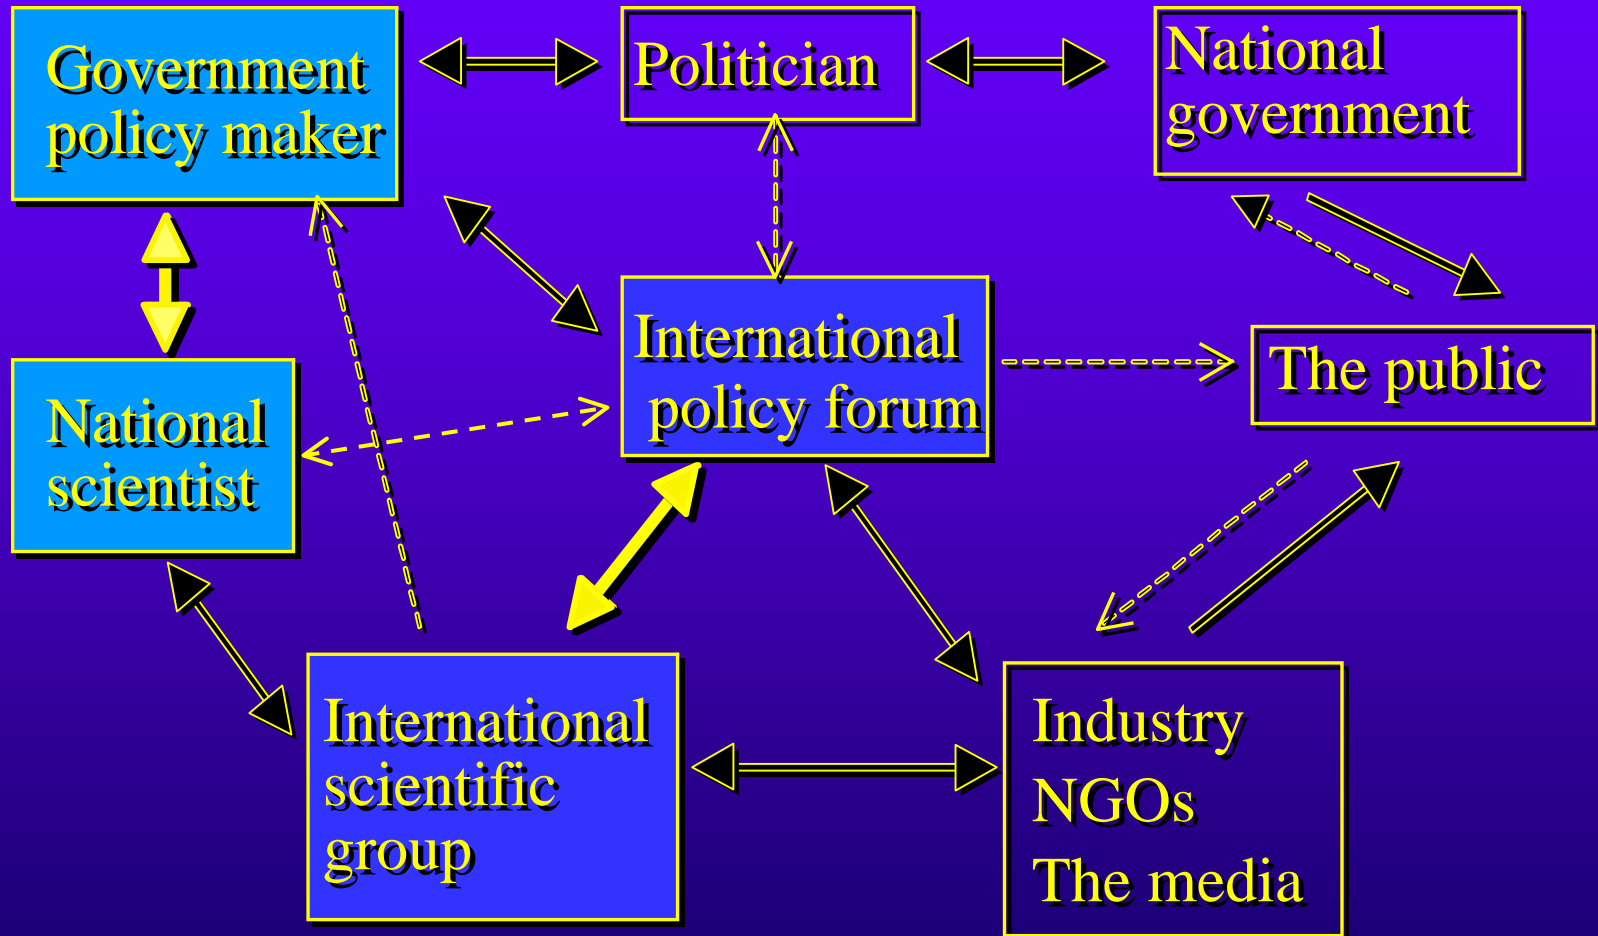 Government
policy maker
Politician
National
government
International
policy forum
The public
National
scientist
International
scientific
group
Industry
NGOs
The media